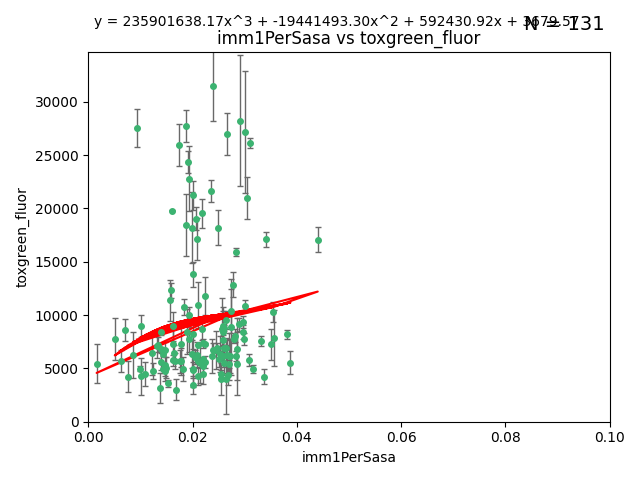 y = 235901638.17x^3 + -19441493.30x^2 + 592430.92x + 3679.57
N = 131
imm1PerSasa vs toxgreen_fluor
toxgreen_fluor
30000
25000
20000
15000
10000
5000
0
0.00 0.02 0.04 0.06 0.08 0.10
imm1PerSasa